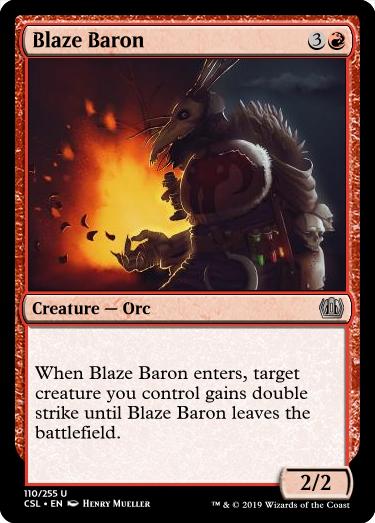 Blaze Baron 3
Creature — Orc
When Blaze Baron enters, target
creature you control gains double
strike until Blaze Baron leaves the
battlefield.
2/2
110/255 U
CSL • EN Henry Mueller
™ & © 2019 Wizards of the Coast